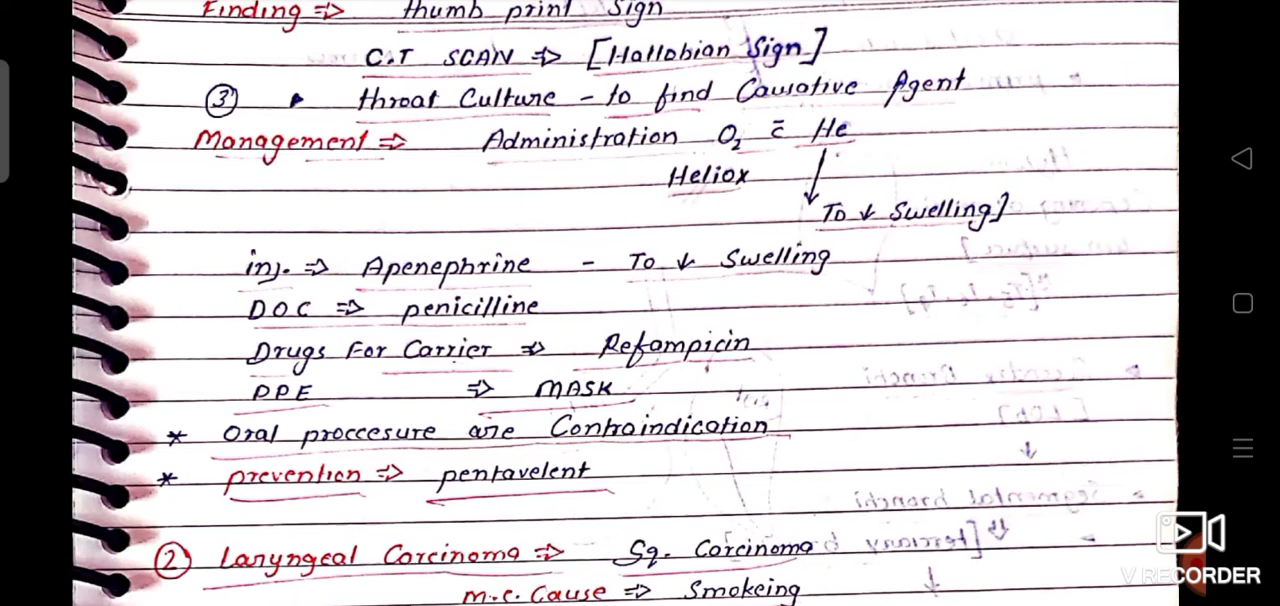 Finding ⇒ thumb print Sign
C.T SCAN ⇒ [Hallobian Sign]
③ ▸ throat Culture - to find Causative Agent
Management ⇒ Administration O₂ c̄ He
Heliox
↓ To ↓ Swelling]
inj. ⇒ Apenephrine - To ↓ Swelling
DOC ⇒ penicilline
Drugs For Carrier ⇒ Refampicin
PPE ⇒ MASK
* Oral proccesure are Contraindication
* prevention ⇒ pentavelent
② Laryngeal Carcinoma ⇒ Sq. Carcinoma
m.c. Cause ⇒ Smokeing
V RECORDER